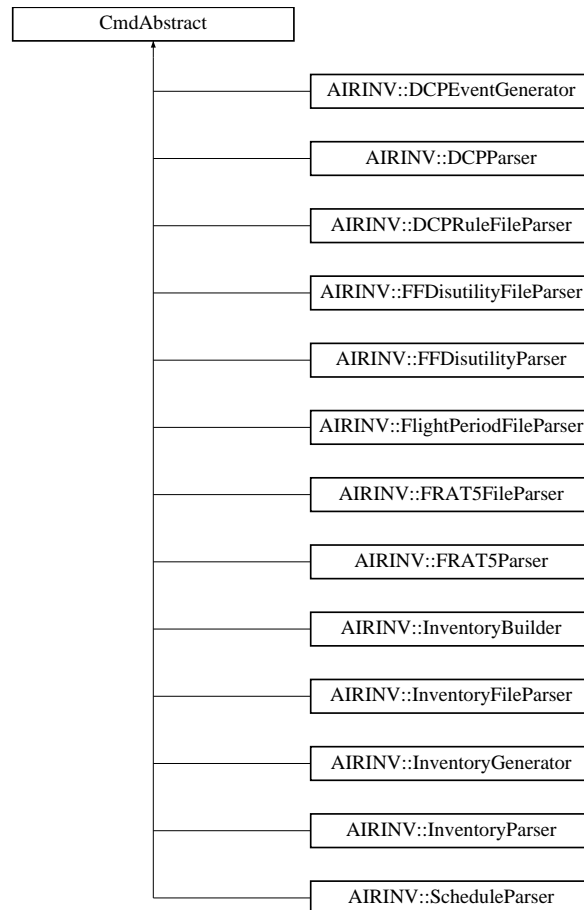 CmdAbstract
AIRINV::DCPEventGenerator
AIRINV::DCPParser
AIRINV::DCPRuleFileParser
AIRINV::FFDisutilityFileParser
AIRINV::FFDisutilityParser
AIRINV::FlightPeriodFileParser
AIRINV::FRAT5FileParser
AIRINV::FRAT5Parser
AIRINV::InventoryBuilder
AIRINV::InventoryFileParser
AIRINV::InventoryGenerator
AIRINV::InventoryParser
AIRINV::ScheduleParser